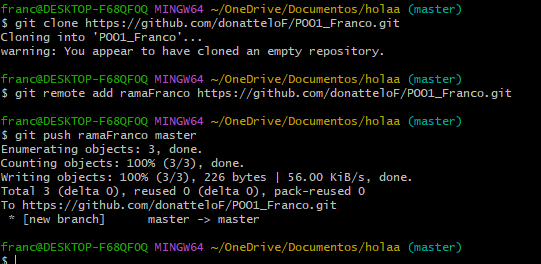 franc@DESKTOP-F68QFOQ MINGW64 ~/OneDrive/Documentos/holaa (master)
$ git clone https://github.com/donatteloF/POO1_Franco.git
Cloning into 'POO1_Franco'...
warning: You appear to have cloned an empty repository.
franc@DESKTOP-F68QFOQ MINGW64 ~/OneDrive/Documentos/holaa (master)
$ git remote add ramaFranco https://github.com/donatteloF/POO1_Franco.git
franc@DESKTOP-F68QFOQ MINGW64 ~/OneDrive/Documentos/holaa (master)
$ git push ramaFranco master
Enumerating objects: 3, done.
Counting objects: 100% (3/3), done.
Writing objects: 100% (3/3), 226 bytes | 56.00 KiB/s, done.
Total 3 (delta 0), reused 0 (delta 0), pack-reused 0
To https://github.com/donatteloF/POO1_Franco.git
 * [new branch]      master -> master
franc@DESKTOP-F68QFOQ MINGW64 ~/OneDrive/Documentos/holaa (master)
$